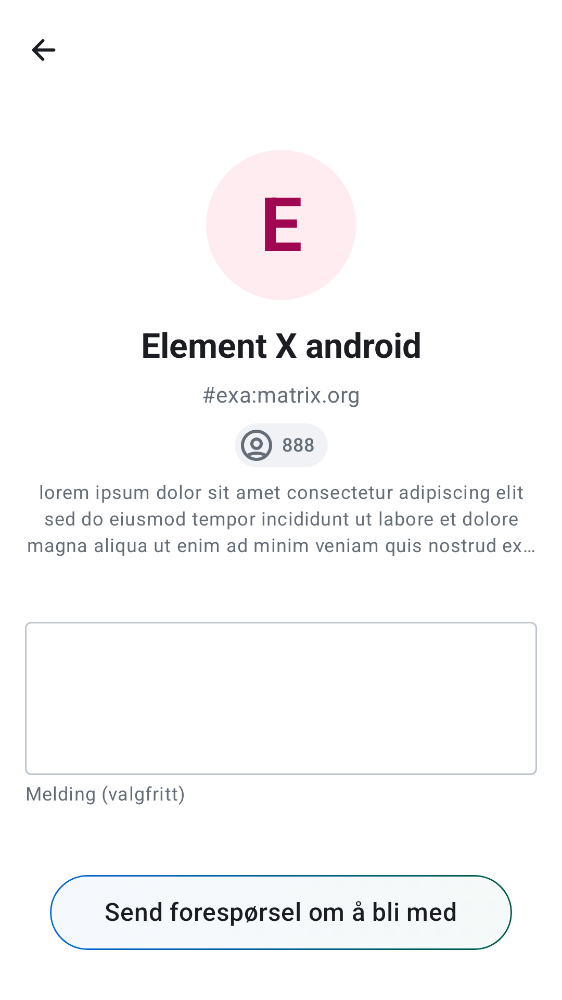 E
Element X android
#exa:matrix.org
888
lorem ipsum dolor sit amet consectetur adipiscing elit
sed do eiusmod tempor incididunt ut labore et dolore
magna aliqua ut enim ad minim veniam quis nostrud ex…
Melding (valgfritt)
Send forespørsel om å bli med